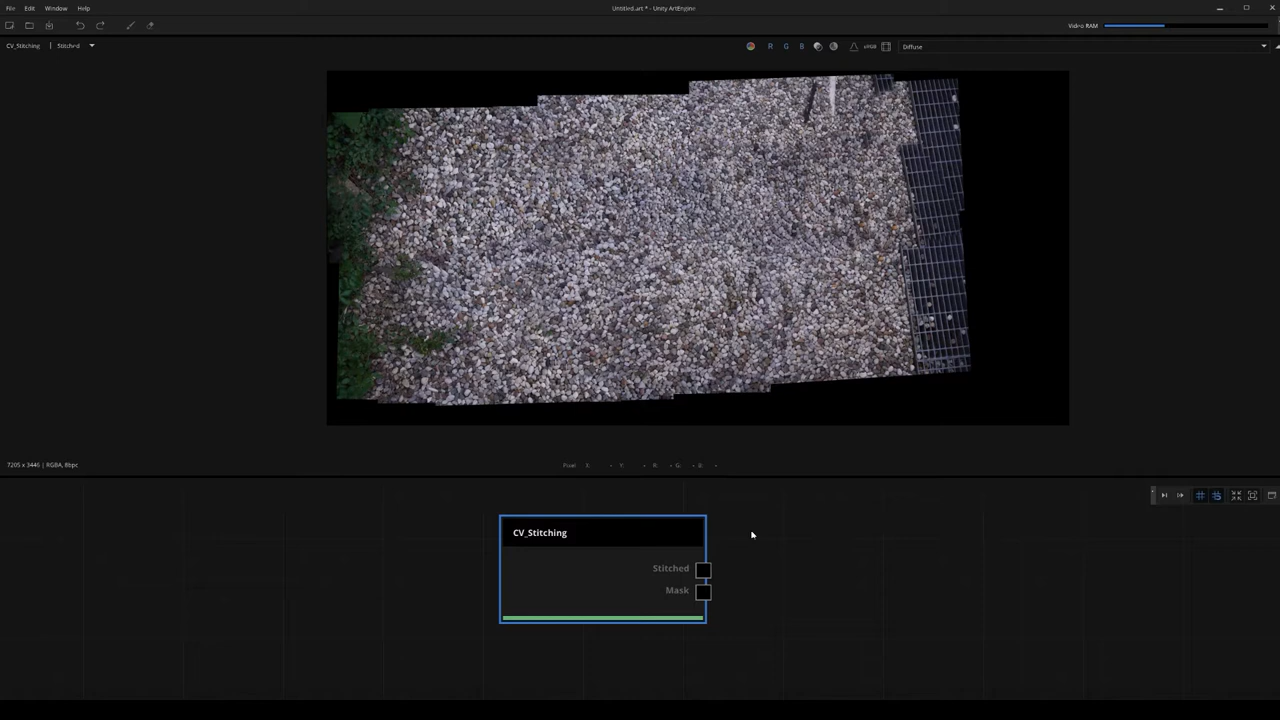 Untitled.art * - Unity ArtEngine
File Edit Window Help
Video RAM
CV_Stitching | Stitched
R G B
sRGB
Diffuse
7205 x 3446 | RGBA, 8bpc
Pixel X: - Y: - R: - G: - B: -
CV_Stitching
Stitched
Mask